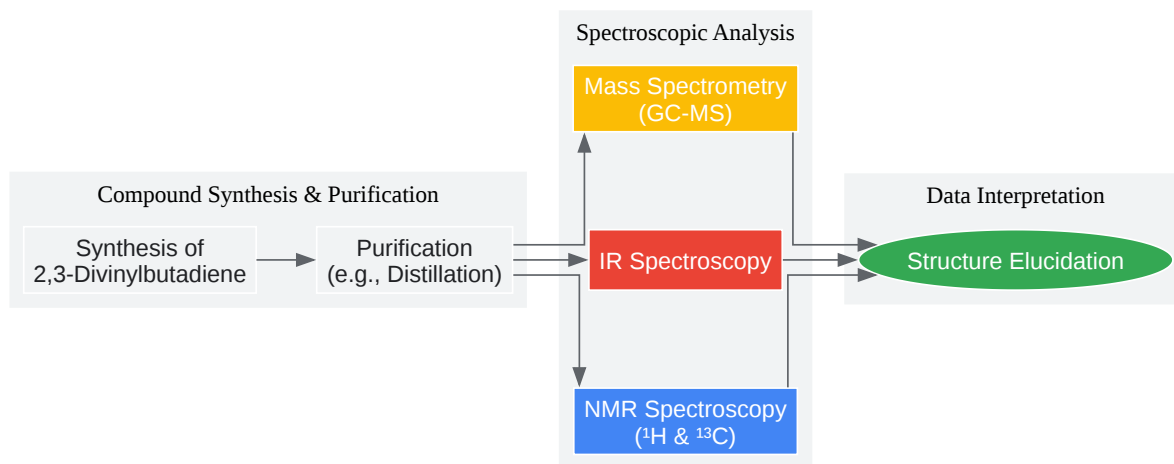 Compound Synthesis & Purification
Synthesis of
2,3-Divinylbutadiene
Purification
(e.g., Distillation)
Spectroscopic Analysis
Mass Spectrometry
(GC-MS)
IR Spectroscopy
NMR Spectroscopy
(¹H & ¹³C)
Data Interpretation
Structure Elucidation